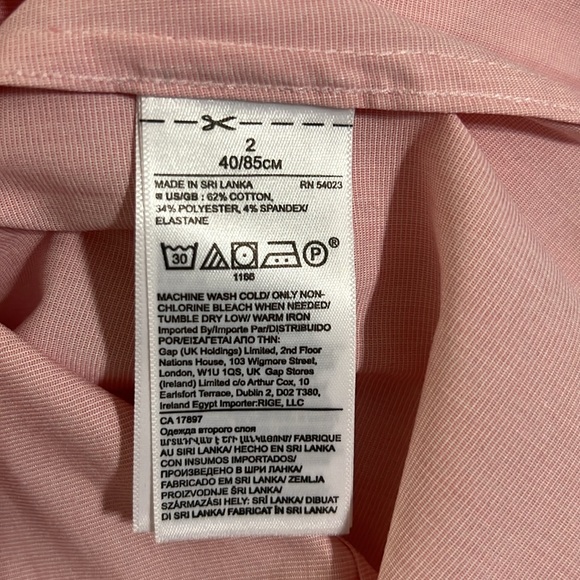 2
40/85CM
MADE IN SRI LANKA RN 54023
US/GB : 62% COTTON,
34% POLYESTER, 4% SPANDEX/
ELASTANE
30 P®
1166
MACHINE WASH COLD/ ONLY NON-
CHLORINE BLEACH WHEN NEEDED/
TUMBLE DRY LOW/ WARM IRON
Imported By/Importe Par/DISTRIBUIDO
POR/ΕΙΣΑΓΕΤΑΙ ΑΠΟ ΤΗΝ:
Gap (UK Holdings) Limited, 2nd Floor
Nations House, 103 Wigmore Street,
London, W1U 1QS, UK Gap Stores
(Ireland) Limited c/o Arthur Cox, 10
Earlsfort Terrace, Dublin 2, D02 T380,
Ireland Egypt Importer:RIGE, LLC
CA 17897
Одежда второго слоя
ԱՐՏԱԴՐՎԱԾ Է ՇՐԻ ԼԱՆԿԱՅՈՒՄ/ FABRIQUE
AU SIRI LANKA/ HECHO EN SRI LANKA
CON INSUMOS IMPORTADOS/
ПРОИЗВЕДЕНО В ШРИ ЛАНКА/
FABRICADO EM SRI LANKA/ ZEMLJA
PROIZVODNJE ŠRI LANKA/
SZÁRMAZÁSI HELY: SRI LANKA/ DIBUAT
DI SRI LANKA/ FABRICAT ÎN SRI LANKA/